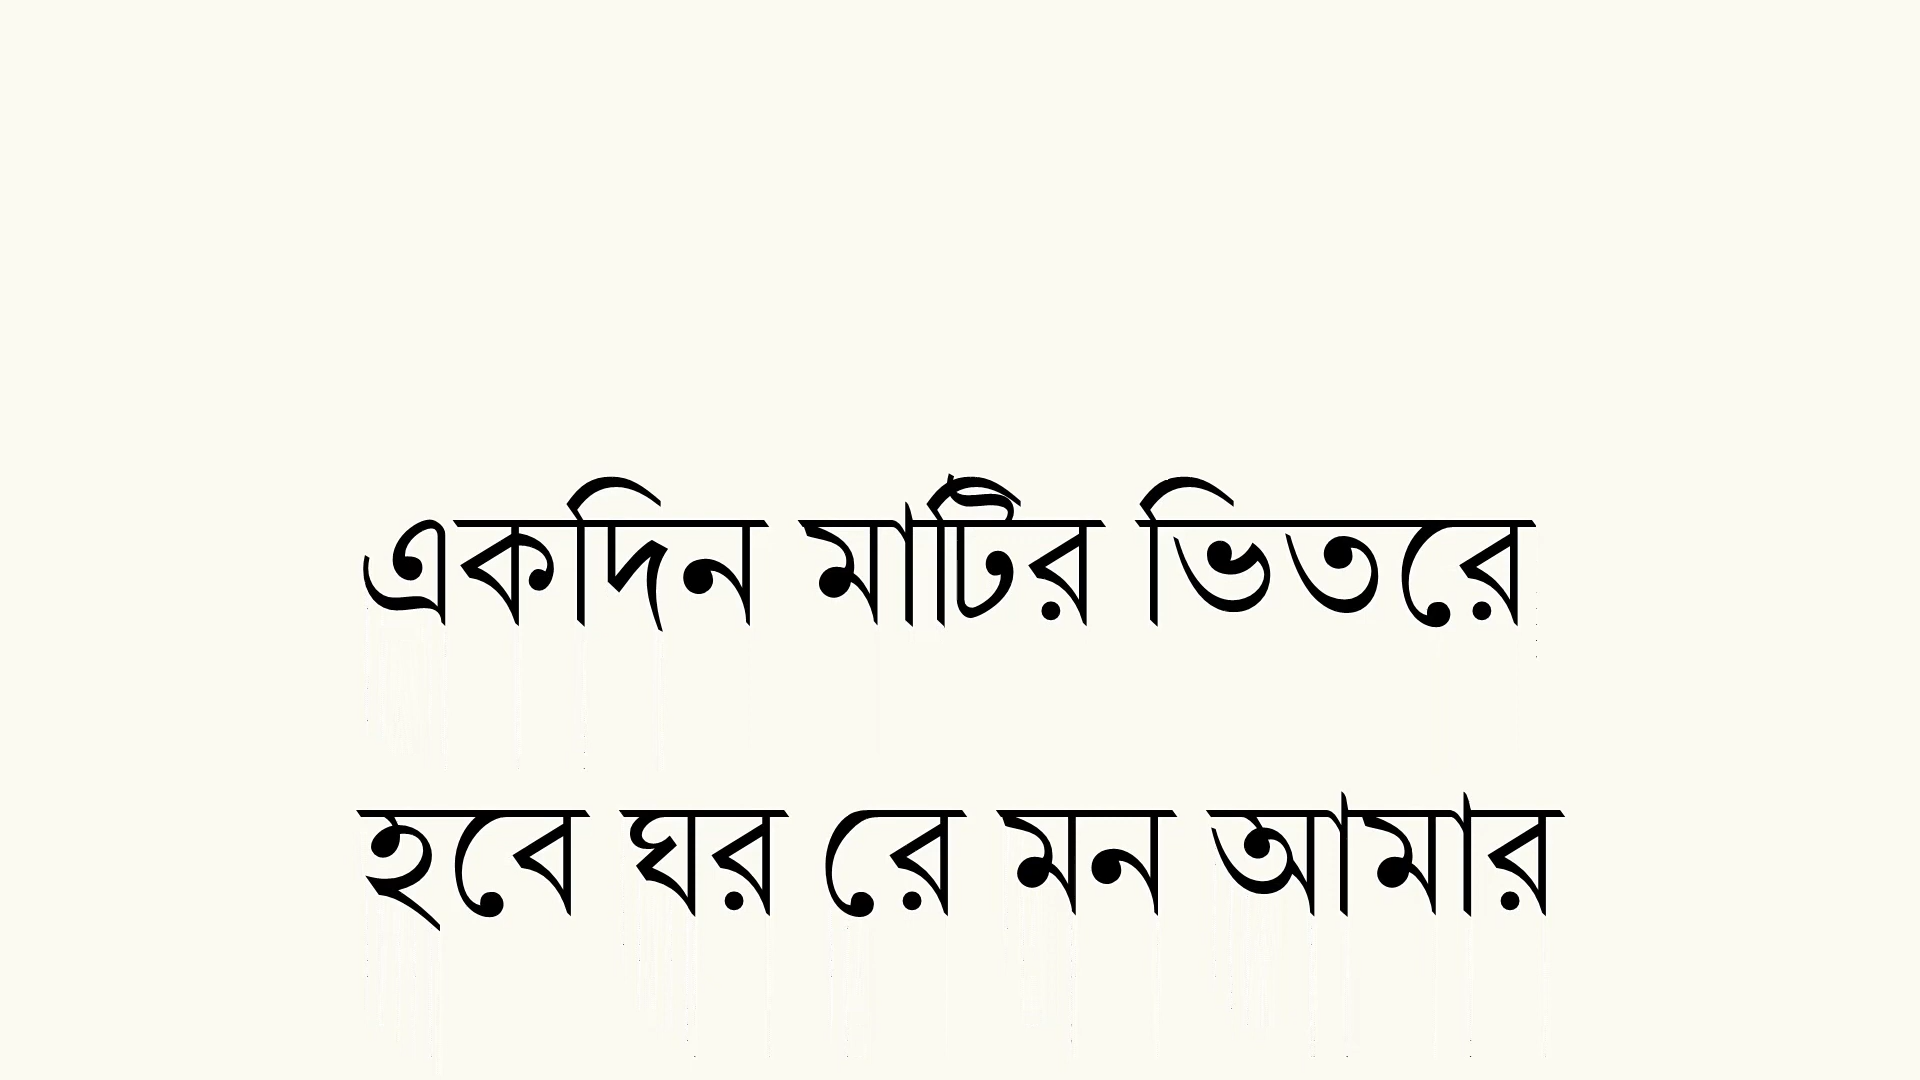 একদিন মাটির ভিতরে
হবে ঘর রে মন আমার